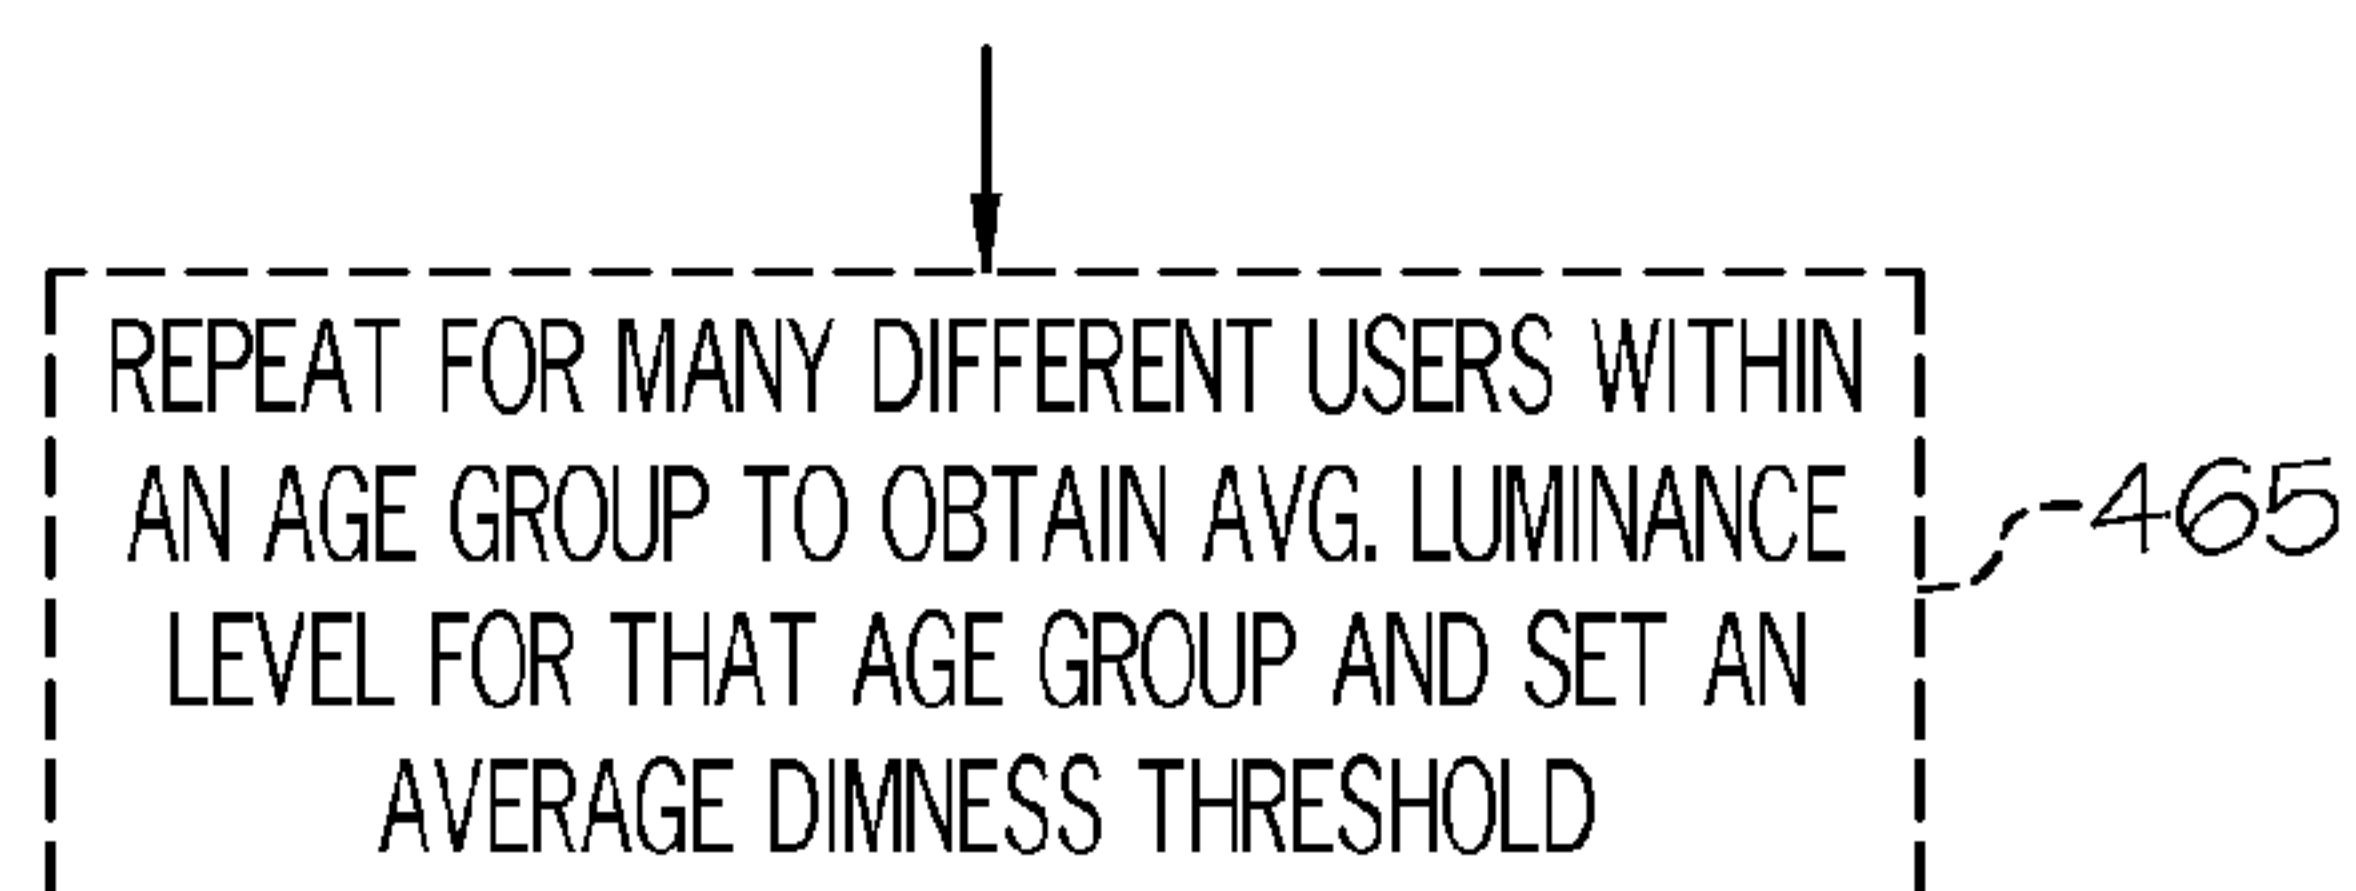 REPEAT FOR MANY DIFFERENT USERS WITHIN
AN AGE GROUP TO OBTAIN AVG. LUMINANCE
LEVEL FOR THAT AGE GROUP AND SET AN
AVERAGE DIMNESS THRESHOLD
465